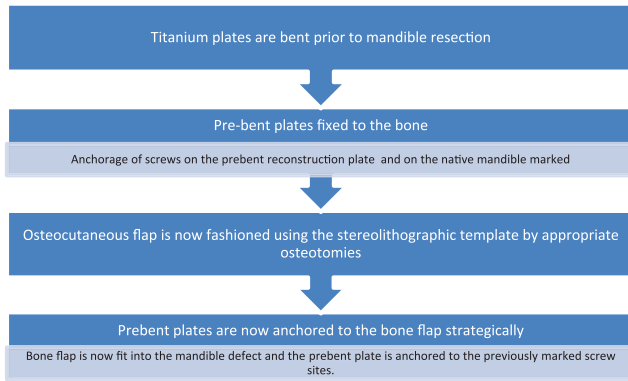 Titanium plates are bent prior to mandible resection
Pre-bent plates fixed to the bone
Anchorage of screws on the prebent reconstruction plate and on the native mandible marked
Osteocutaneous flap is now fashioned using the stereolithographic template by appropriate
osteotomies
Prebent plates are now anchored to the bone flap strategically
Bone flap is now fit into the mandible defect and the prebent plate is anchored to the previously marked screw
sites.